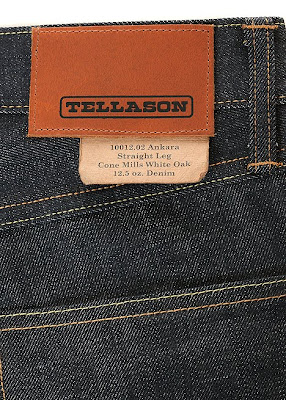 TELLASON
10012.02 Ankara
Straight Leg
Cone Mills White Oak
12.5 oz. Denim